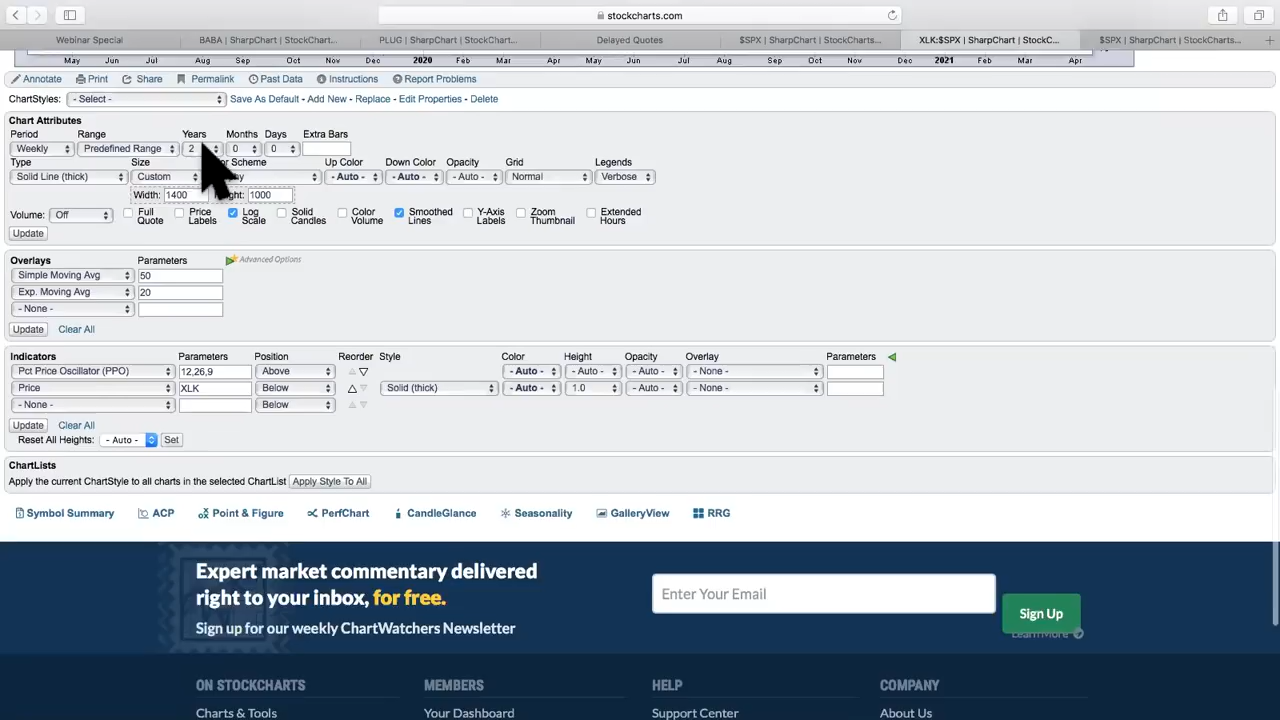 stockcharts.com
Webinar Special
BABA | SharpChart | StockChart...
PLUG | SharpChart | StockChart...
Delayed Quotes
$SPX | SharpChart | StockCharts...
XLK:$SPX | SharpChart | StockC...
$SPX | SharpChart | StockCharts...
May Jun Jul Aug Sep Oct Nov Dec 2020 Feb Mar Apr May Jun Jul Aug Sep Oct Nov Dec 2021 Feb Mar Apr
Annotate Print Share Permalink Past Data Instructions Report Problems
ChartStyles: - Select - Save As Default - Add New - Replace - Edit Properties - Delete
Chart Attributes
Period Range Years Months Days Extra Bars
Weekly Predefined Range 2 0 0
Type Size Scheme Up Color Down Color Opacity Grid Legends
Solid Line (thick) Custom - Auto - - Auto - - Auto - Normal Verbose
Width: 1400 1000
Volume: Off Full Quote Price Labels Log Scale Solid Candles Color Volume Smoothed Lines Y-Axis Labels Zoom Thumbnail Extended Hours
Update
Overlays Parameters Advanced Options
Simple Moving Avg 50
Exp. Moving Avg 20
- None -
Update Clear All
Indicators Parameters Position Reorder Style Color Height Opacity Overlay Parameters
Pct Price Oscillator (PPO) 12,26,9 Above - Auto - - Auto - - Auto - - None -
Price XLK Below Solid (thick) - Auto - 1.0 - Auto - - None -
- None - Below
Update Clear All
Reset All Heights: - Auto - Set
ChartLists
Apply the current ChartStyle to all charts in the selected ChartList Apply Style To All
Symbol Summary ACP Point & Figure PerfChart CandleGlance Seasonality GalleryView RRG
Expert market commentary delivered
right to your inbox, for free.
Sign up for our weekly ChartWatchers Newsletter
Enter Your Email
Sign Up
Learn More
ON STOCKCHARTS MEMBERS HELP COMPANY
Charts & Tools Your Dashboard Support Center About Us